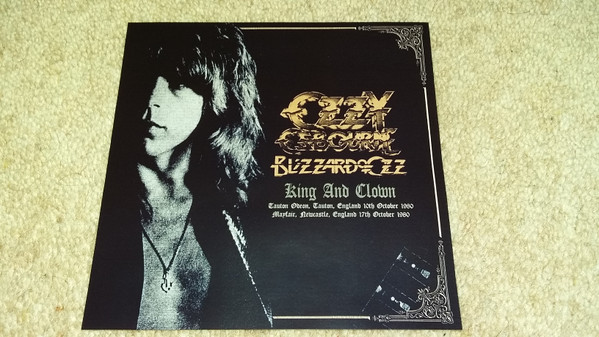 OZZY
OSBOURNE
BLIZZARD OF OZZ
King And Clown
Tauton Odeon, Tauton, England 10th October 1980
Mayfair, Newcastle, England 17th October 1980